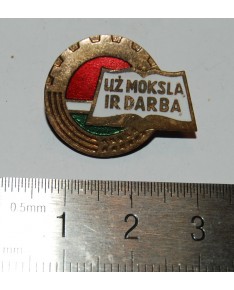 UŽ MOKSLA
IR DARBA
0.5mm
1 2 3